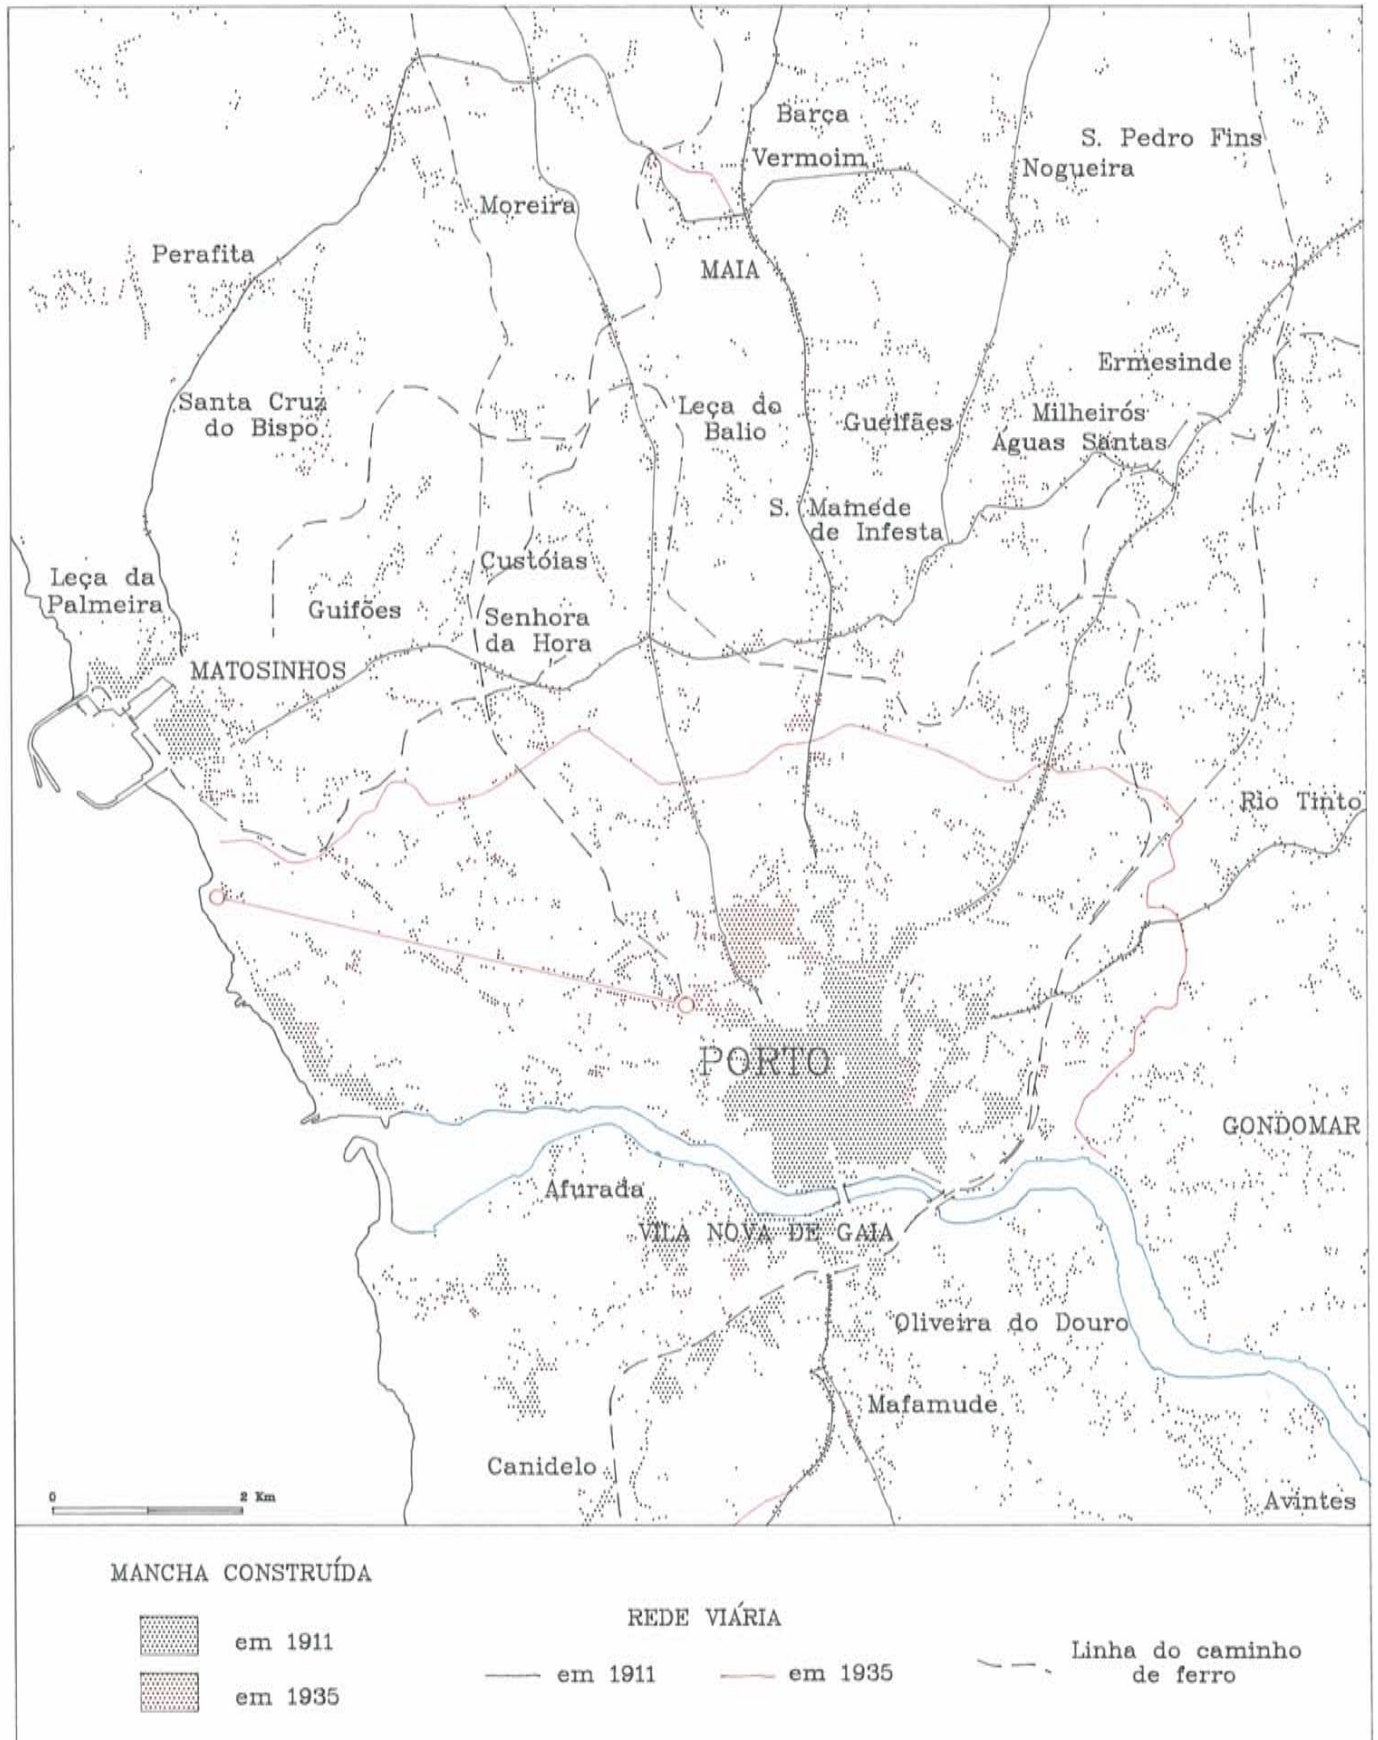 Barça
S. Pedro Fins
Vermoim
Nogueira
Moreira
Perafita
MAIA
Ermesinde
Santa Cruz
do Bispo
Leça do
Balio
Gueifães
Milheirós
Aguas Santas
S. Mamede
de Infesta
Custóias
Leça da
Palmeira
Guifões
Senhora
da Hora
MATOSINHOS
Rio Tinto
PORTO
GONDOMAR
Afurada
VILA NOVA DE GAIA
Oliveira do Douro
Mafamude
Canidelo
Avintes
0 2 Km
MANCHA CONSTRUÍDA
em 1911
em 1935
REDE VIÁRIA
em 1911
em 1935
Linha do caminho
de ferro